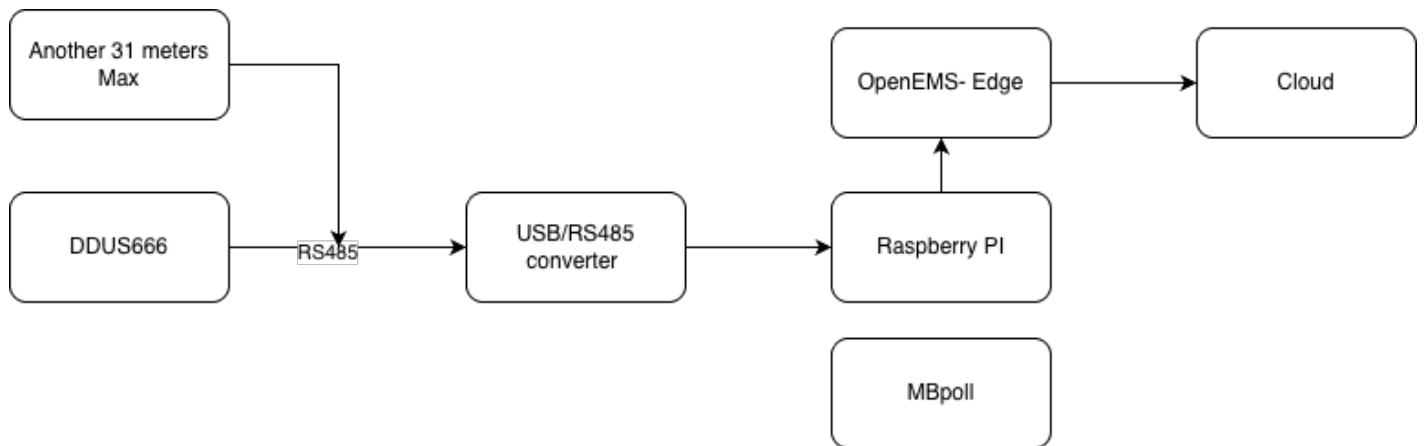 Another 31 meters
Max
OpenEMS- Edge
Cloud
DDUS666
RS485
USB/RS485
converter
Raspberry PI
MBpoll